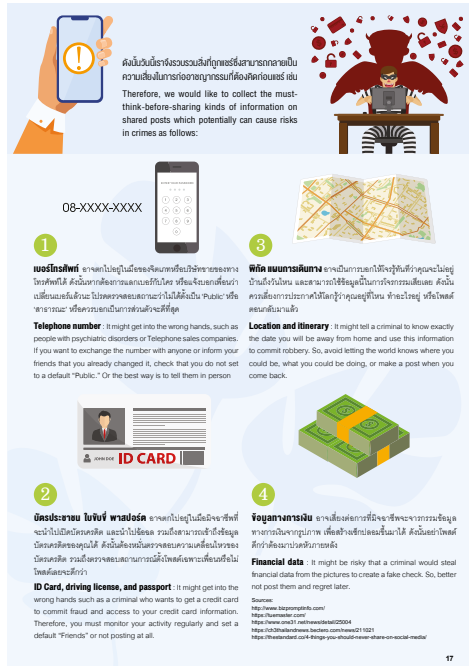 ดังนั้นวันนี้เราจึงรวบรวมสิ่งที่ถูกแชร์ซึ่งสามารถกลายเป็น
ความเสี่ยงในการก่ออาชญากรรมที่ต้องคิดก่อนแชร์ เช่น
Therefore, we would like to collect the must-
think-before-sharing kinds of information on
shared posts which potentially can cause risks
in crimes as follows:
08-XXXX-XXXX
1
เบอร์โทรศัพท์ อาจตกไปอยู่ในมือของจิตเภทหรือบริษัทขายของทาง
โทรศัพท์ได้ ดังนั้นหากต้องการแลกเบอร์กับใคร หรือแจ้งบอกเพื่อนว่า
เปลี่ยนเบอร์แล้วนะ โปรดตรวจสอบสถานะว่าไม่ได้ตั้งเป็น 'Public' หรือ
'สาธารณะ' หรือควรบอกเป็นการส่วนตัวจะดีที่สุด
Telephone number : It might get into the wrong hands, such as
people with psychiatric disorders or Telephone sales companies.
If you want to exchange the number with anyone or inform your
friends that you already changed it, check that you do not set
to a default "Public." Or the best way is to tell them in person
JOHN DOE ID CARD
2
บัตรประชาชน ใบขับขี่ พาสปอร์ต อาจตกไปอยู่ในมือมิจฉาชีพที่
จะนำไปเปิดบัตรเครดิต และนำไปฉ้อฉล รวมถึงสามารถเข้าถึงข้อมูล
บัตรเครดิตของคุณได้ ดังนั้นต้องหมั่นตรวจสอบความเคลื่อนไหวของ
บัตรเครดิต รวมถึงตรวจสอบสถานการณ์ตั้งโพสต์เฉพาะเพื่อนหรือไม่
โพสต์เลยจะดีกว่า
ID Card, driving license, and passport : It might get into the
wrong hands such as a criminal who wants to get a credit card
to commit fraud and access to your credit card information.
Therefore, you must monitor your activity regularly and set a
default "Friends" or not posting at all.
3
พิกัด แผนการเดินทาง อาจเป็นการบอกให้โจรรู้ทันทีว่าคุณจะไม่อยู่
บ้านถึงวันไหน และสามารถใช้ข้อมูลนี้ในการโจรกรรมเสียเลย ดังนั้น
ควรเลี่ยงการประกาศให้โลกรู้ว่าคุณอยู่ที่ไหน ทำอะไรอยู่ หรือโพสต์
ตอนกลับมาแล้ว
Location and itinerary : It might tell a criminal to know exactly
the date you will be away from home and use this information
to commit robbery. So, avoid letting the world knows where you
could be, what you could be doing, or make a post when you
come back.
4
ข้อมูลทางการเงิน อาจเสี่ยงต่อการที่มิจฉาชีพจะจารกรรมข้อมูล
ทางการเงินจากรูปภาพ เพื่อสร้างเช็กปลอมขึ้นมาได้ ดังนั้นอย่าโพสต์
ดีกว่าต้องมาปวดหัวภายหลัง
Financial data : It might be risky that a criminal would steal
financial data from the pictures to create a fake check. So, better
not post them and regret later.
Sources:
http://www.bizpromptinfo.com/
https://tuemaster.com/
https://www.one31.net/news/detail/25004
https://ch3thailandnews.bectero.com/news/211021
https://thestandard.co/4-things-you-should-never-share-on-social-media/
17